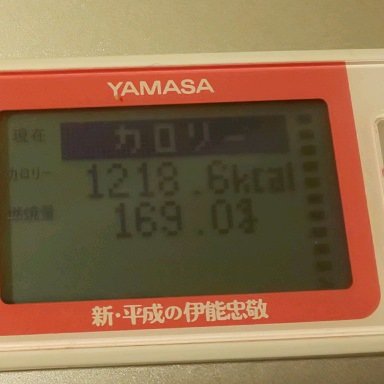 YAMASA
現在 カロリー
カロリー 1218.6kcal
燃焼量 169.0g
新・平成の伊能忠敬